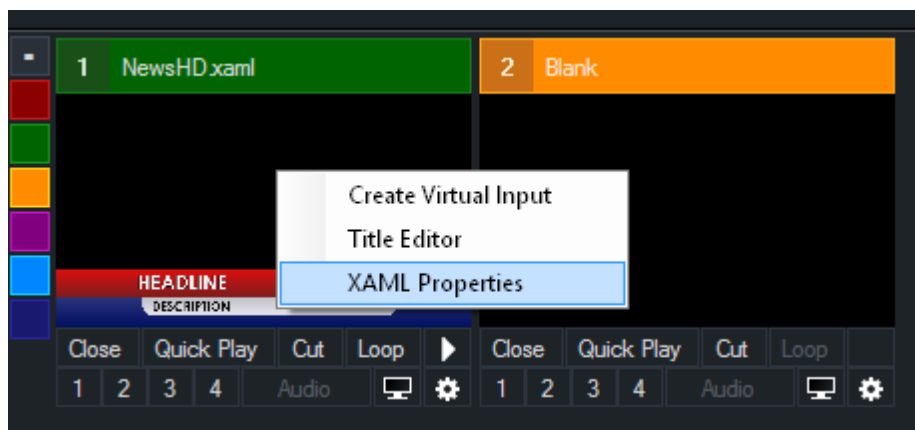 1 NewsHD.xaml
2 Blank
Create Virtual Input
Title Editor
XAML Properties
HEADLINE
DESCRIPTION
Close Quick Play Cut Loop
Close Quick Play Cut Loop
1 2 3 4 Audio
1 2 3 4 Audio